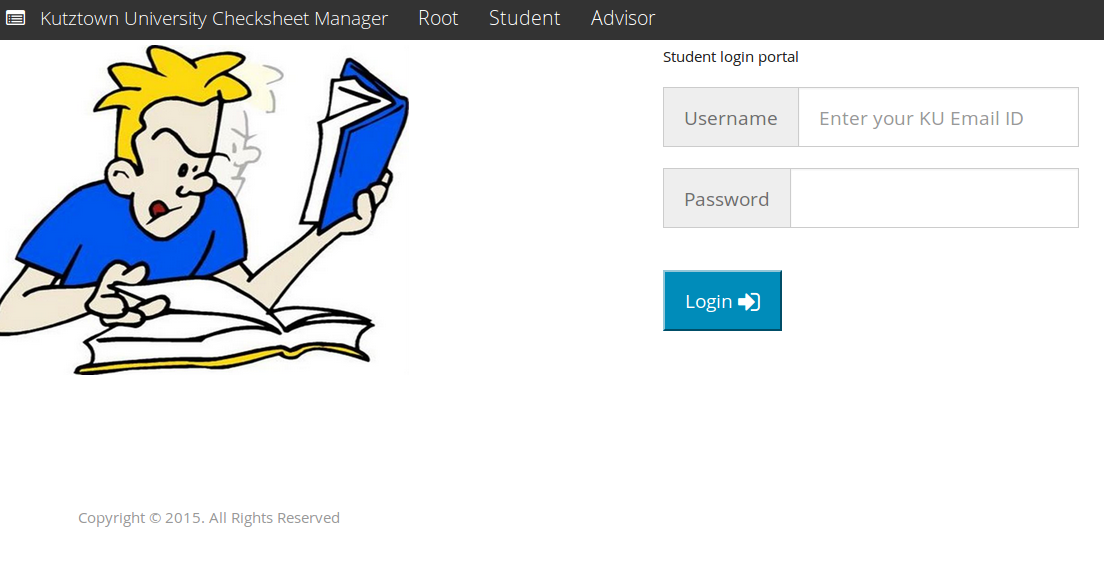 Kutztown University Checksheet Manager Root Student Advisor
Student login portal
Username Enter your KU Email ID
Password
Login
Copyright © 2015. All Rights Reserved